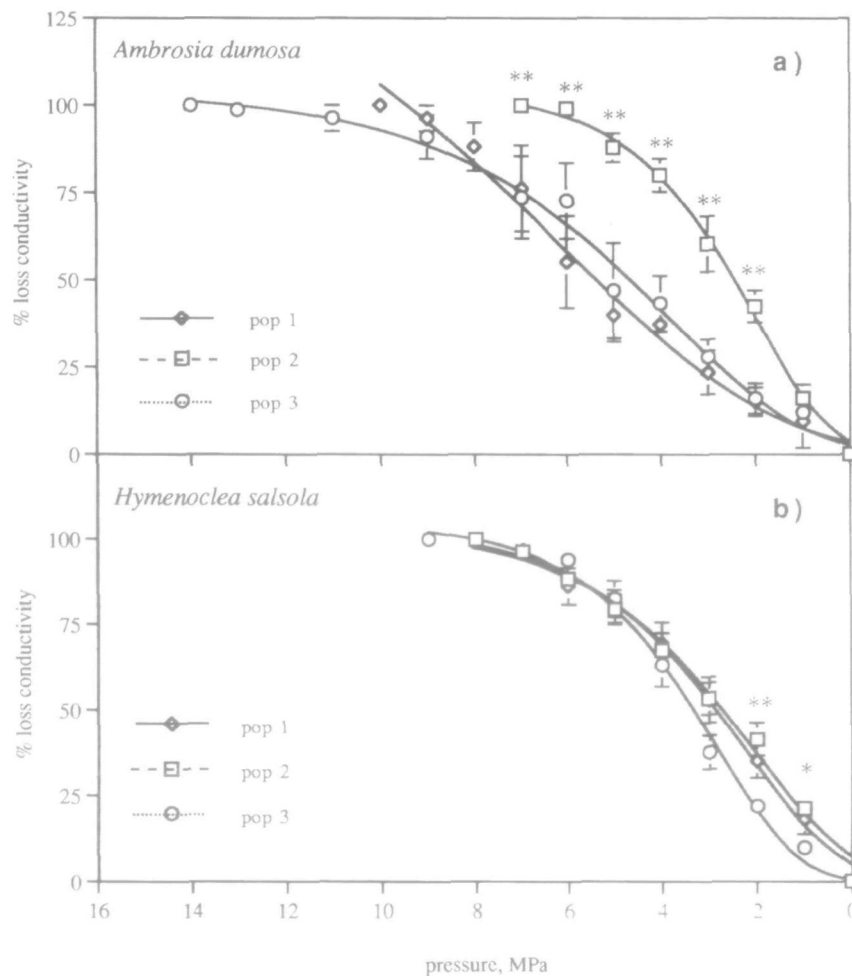 125
Ambrosia dumosa
a )
100
75
50
25
0
% loss conductivity
** ** ** ** ** **
pop 1
pop 2
pop 3
Hymenoclea salsola
b )
100
75
50
25
0
% loss conductivity
** *
pop 1
pop 2
pop 3
16 14 12 10 8 6 4 2 0
pressure, MPa